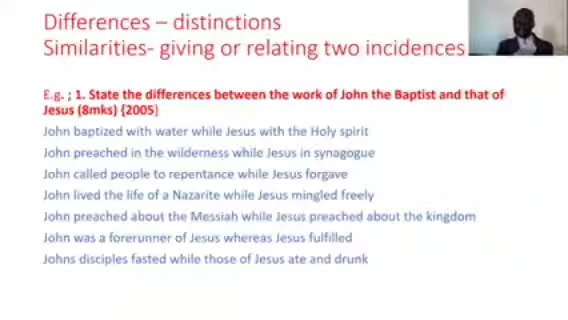 Differences – distinctions
Similarities- giving or relating two incidences
E.g. ; 1. State the differences between the work of John the Baptist and that of
Jesus (8mks) {2005}
John baptized with water while Jesus with the Holy spirit
John preached in the wilderness while Jesus in synagogue
John called people to repentance while Jesus forgave
John lived the life of a Nazarite while Jesus mingled freely
John preached about the Messiah while Jesus preached about the kingdom
John was a forerunner of Jesus whereas Jesus fulfilled
Johns disciples fasted while those of Jesus ate and drunk